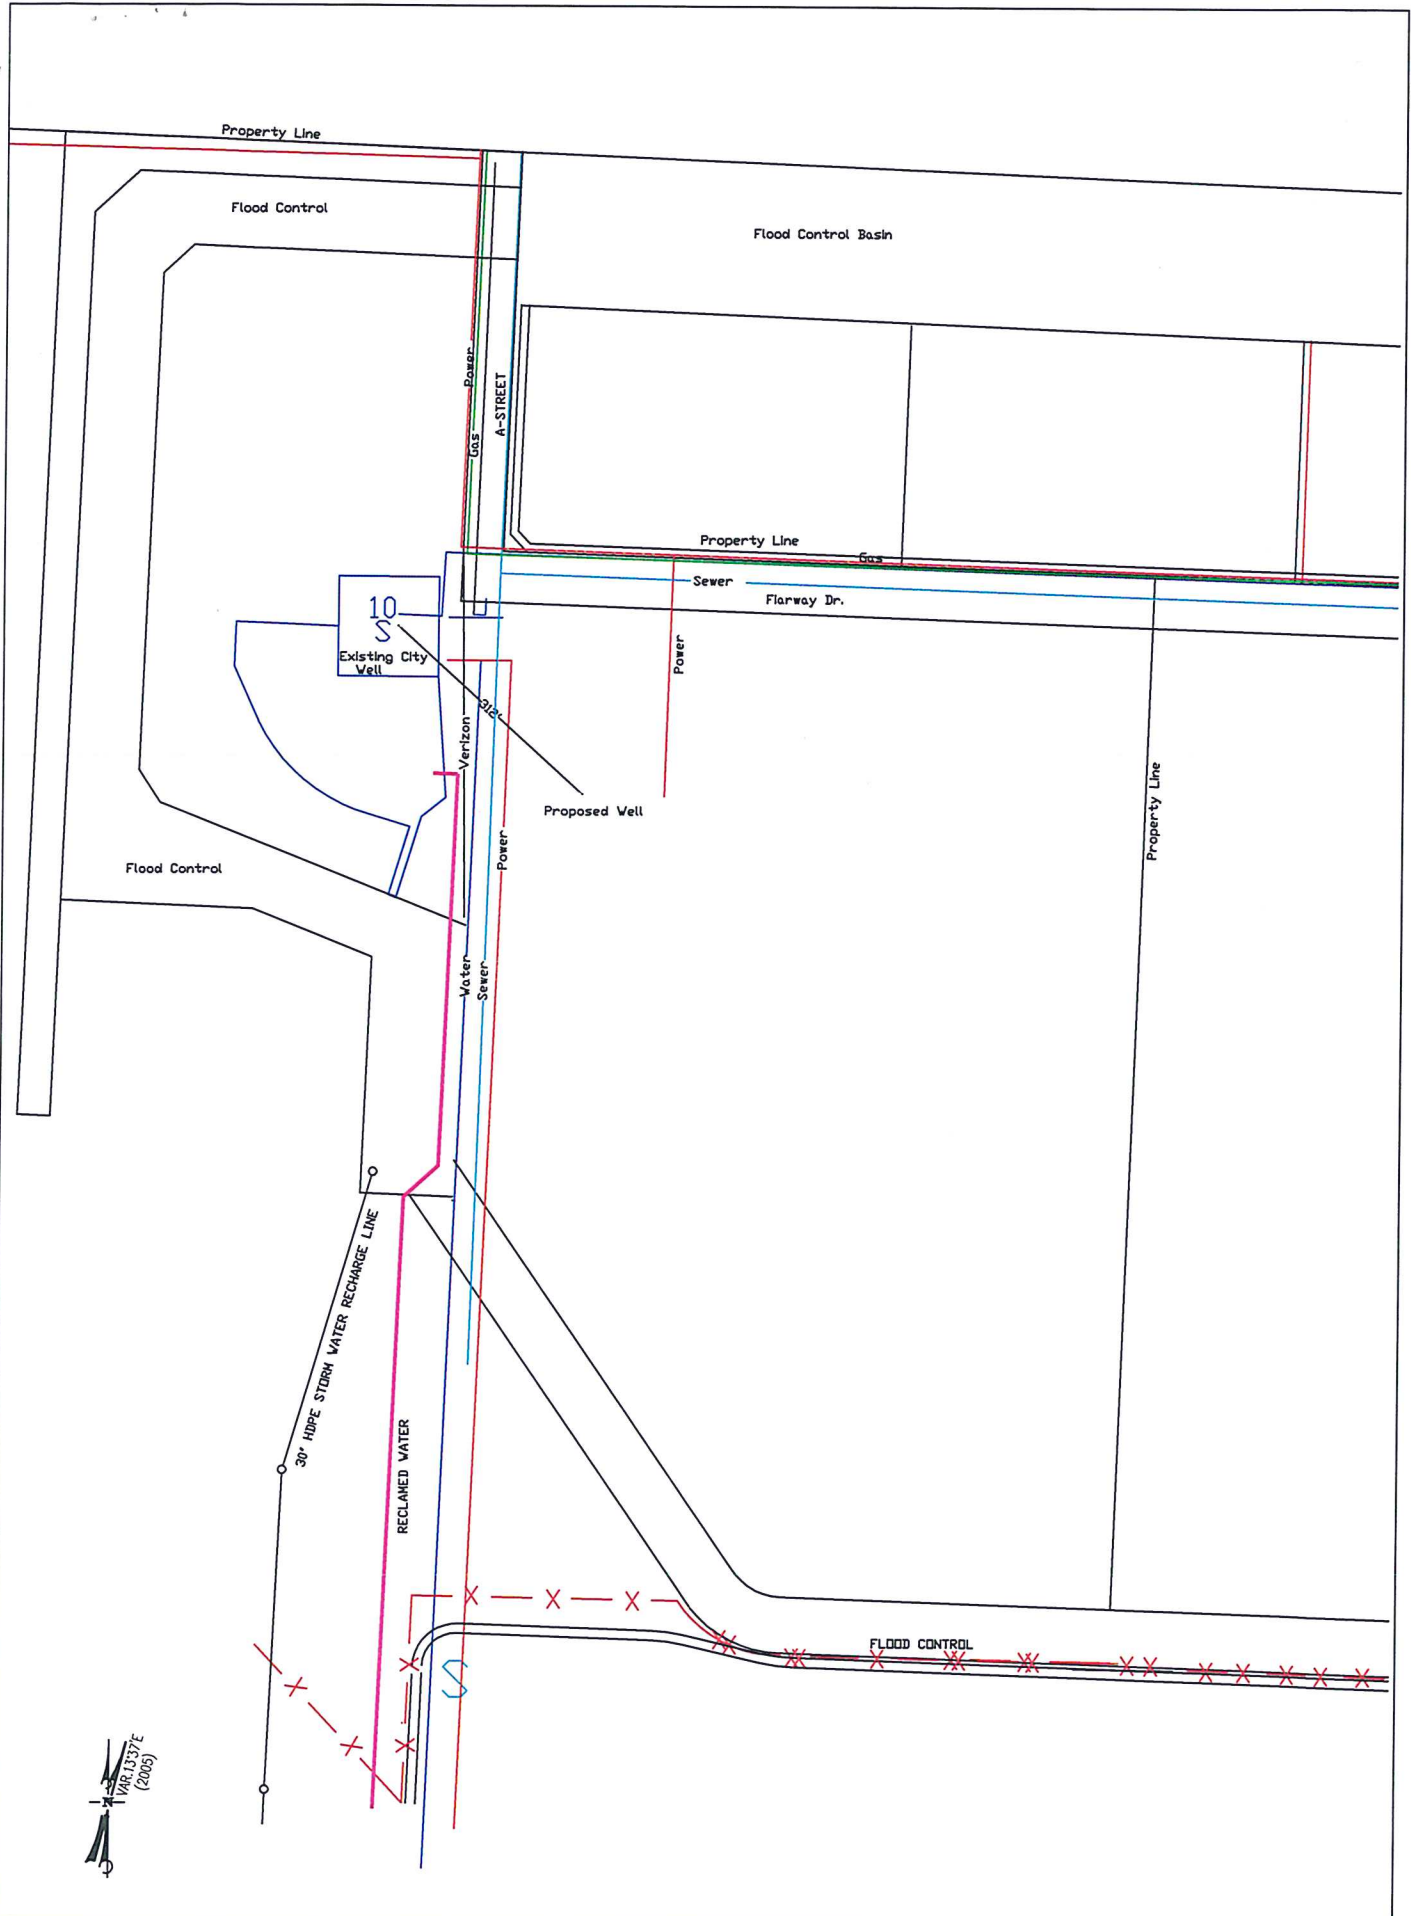 Property Line
Flood Control
Flood Control Basin
Power
Gas
A-STREET
Property Line
Gas
Sewer
Flarway Dr.
10
S
Existing City
Well
Power
312'
Verizon
Proposed Well
Property Line
Power
Flood Control
Water
Sewer
30" HDPE STORM WATER RECHARGE LINE
RECLAMED WATER
FLOOD CONTROL
S
VAR.13°37'E
(2005)